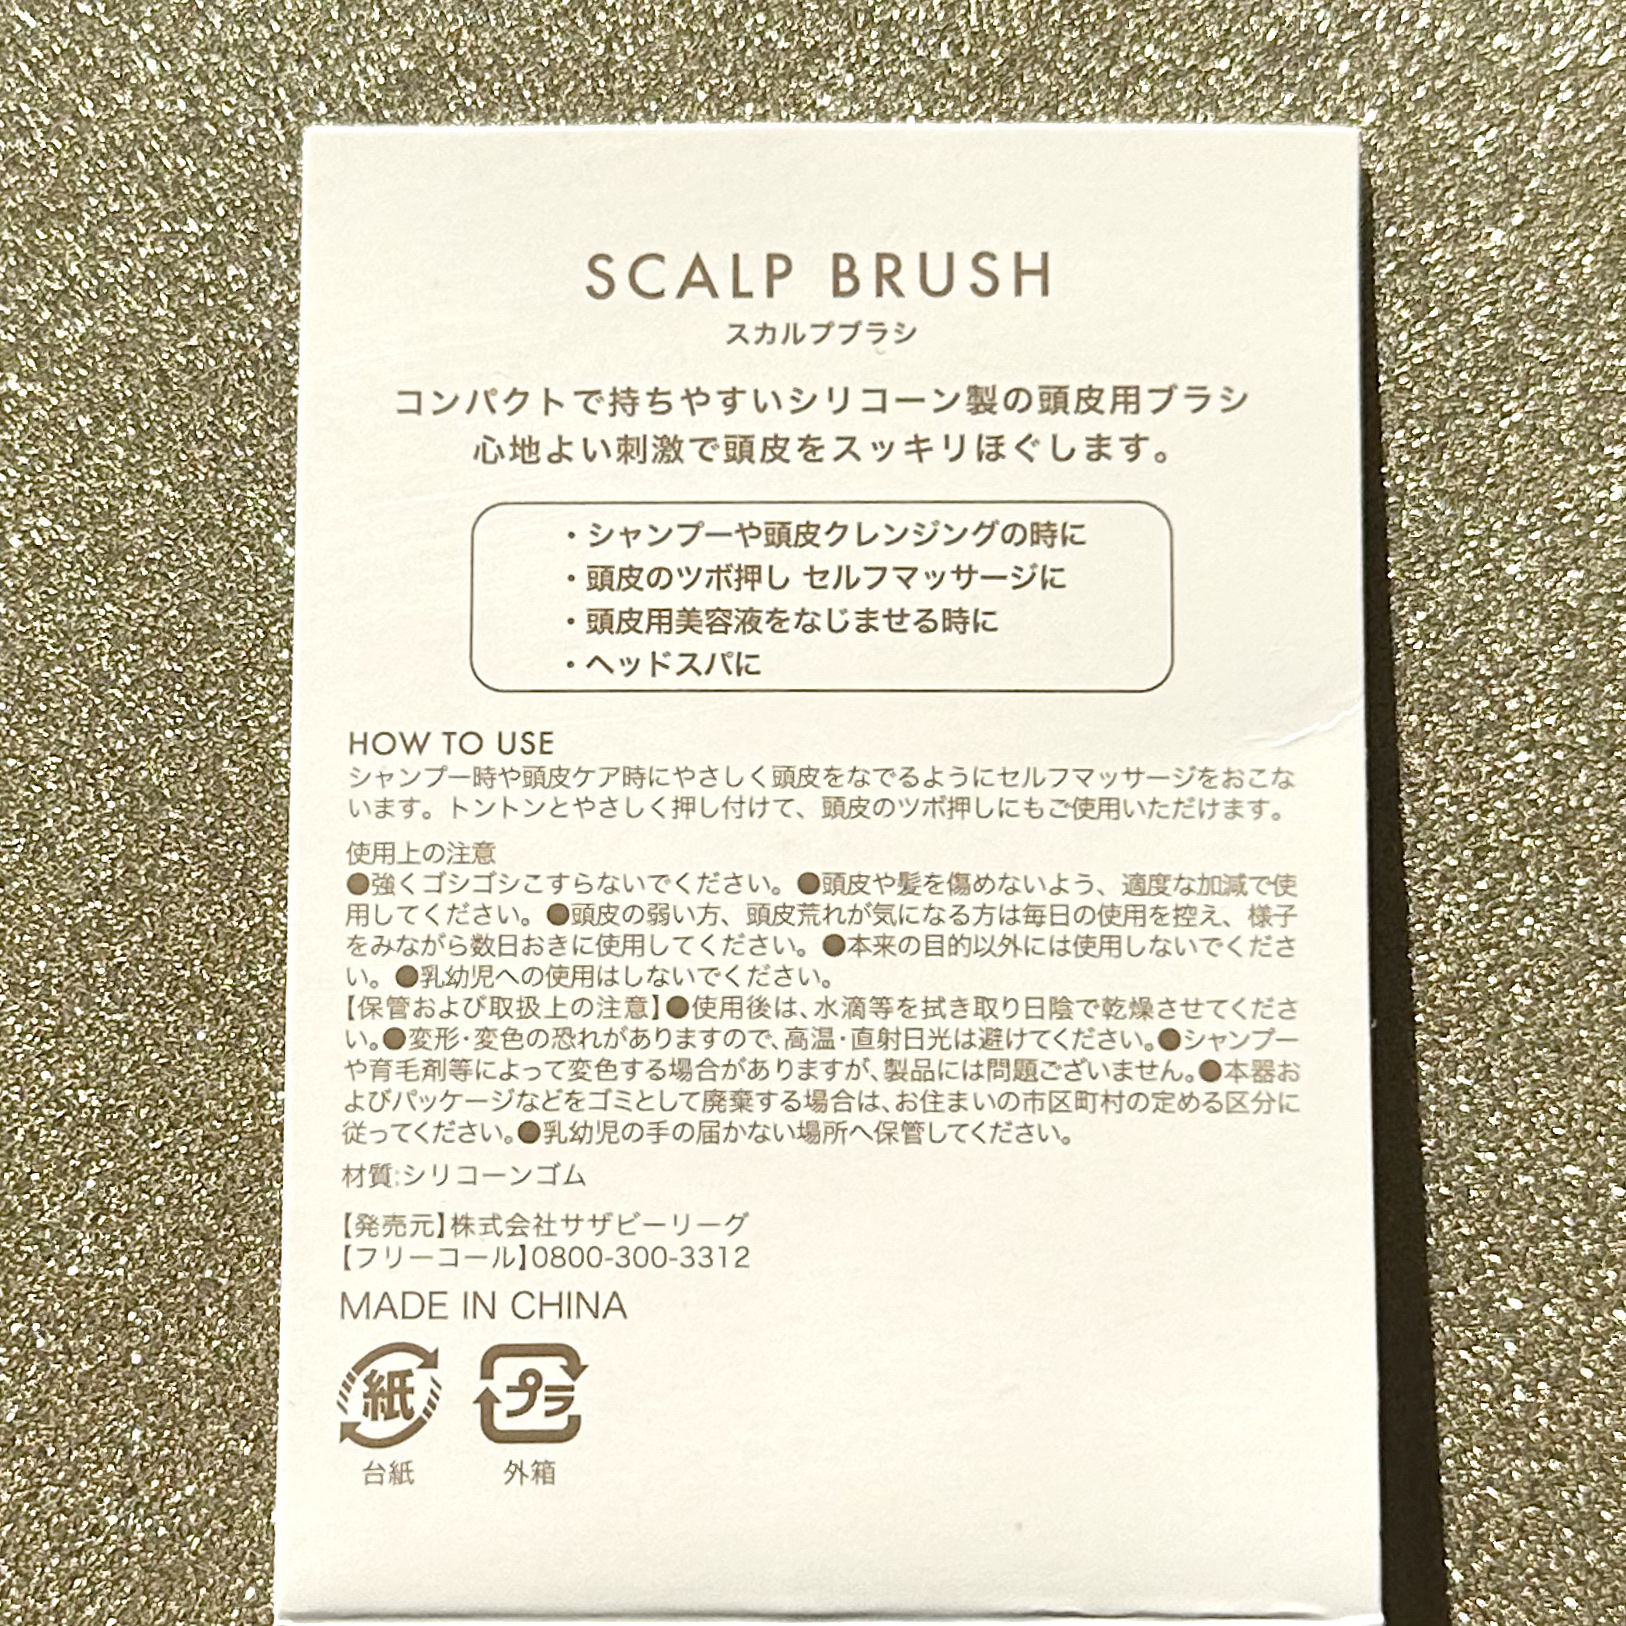 SCALP BRUSH
スカルプブラシ
コンパクトで持ちやすいシリコーン製の頭皮用ブラシ
心地よい刺激で頭皮をスッキリほぐします。
・シャンプーや頭皮クレンジングの時に
・頭皮のツボ押し セルフマッサージに
・頭皮用美容液をなじませる時に
・ヘッドスパに
HOW TO USE
シャンプー時や頭皮ケア時にやさしく頭皮をなでるようにセルフマッサージをおこな
います。トントンとやさしく押し付けて、頭皮のツボ押しにもご使用いただけます。
使用上の注意
●強くゴシゴシこすらないでください。●頭皮や髪を傷めないよう、適度な加減で使
用してください。●頭皮の弱い方、頭皮荒れが気になる方は毎日の使用を控え、様子
をみながら数日おきに使用してください。●本来の目的以外には使用しないでくださ
い。●乳幼児への使用はしないでください。
【保管および取扱上の注意】●使用後は、水滴等を拭き取り日陰で乾燥させてくださ
い。●変形・変色の恐れがありますので、高温・直射日光は避けてください。●シャンプー
や育毛剤等によって変色する場合がありますが、製品には問題ございません。●本器お
よびパッケージなどをゴミとして廃棄する場合は、お住まいの市区町村の定める区分に
従ってください。●乳幼児の手の届かない場所へ保管してください。
材質:シリコーンゴム
【発売元】株式会社サザビーリーグ
【フリーコール】0800-300-3312
MADE IN CHINA
紙 プラ
台紙 外箱